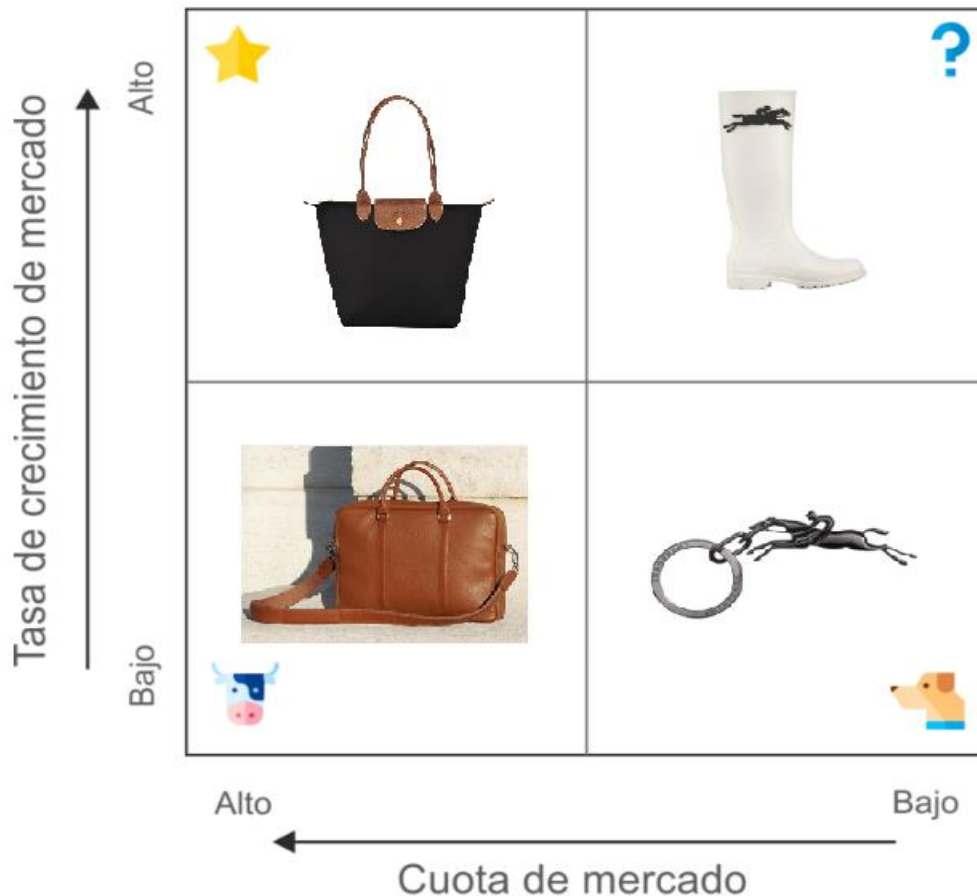 Tasa de crecimiento de mercado
Alto
Bajo
?
Alto
Bajo
Cuota de mercado